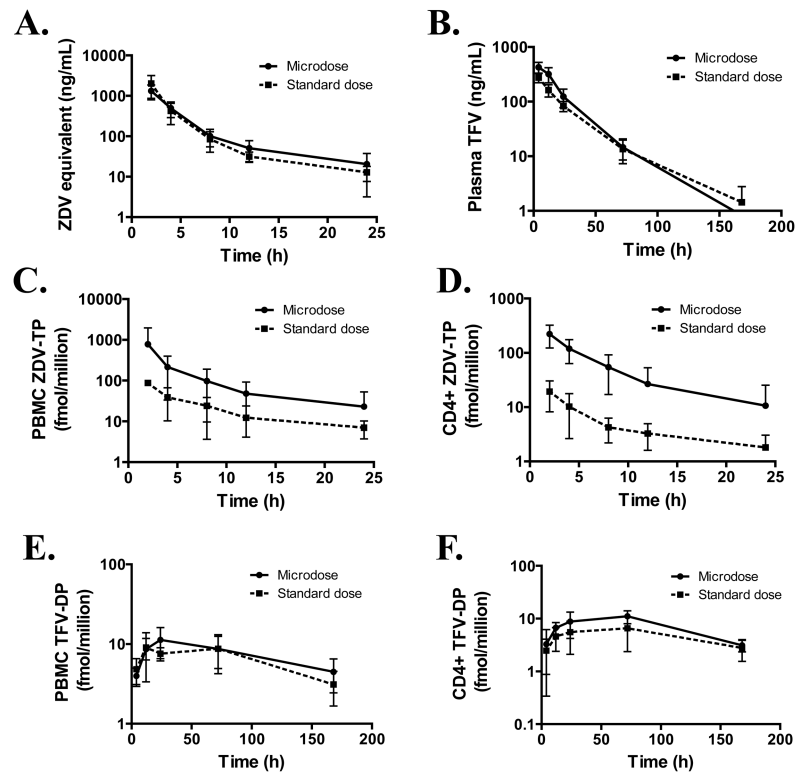 A.
ZDV equivalent (ng/mL)
10000
1000
100
10
1
0 5 10 15 20 25
Time (h)
Microdose
Standard dose
B.
Plasma TFV (ng/mL)
1000
100
10
1
0 50 100 150 200
Time (h)
Microdose
Standard dose
C.
PBMC ZDV-TP
(fmol/million)
10000
1000
100
10
1
0 5 10 15 20 25
Time (h)
Microdose
Standard dose
D.
CD4+ ZDV-TP
(fmol/million)
1000
100
10
1
0 5 10 15 20 25
Time (h)
Microdose
Standard dose
E.
PBMC TFV-DP
(fmol/million)
100
10
1
0 50 100 150 200
Time (h)
Microdose
Standard dose
F.
CD4+ TFV-DP
(fmol/million)
100
10
1
0.1
0 50 100 150 200
Time (h)
Microdose
Standard dose